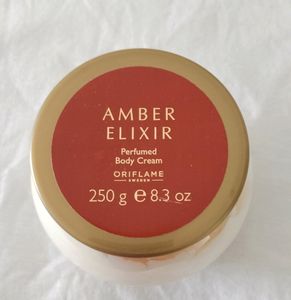 AMBER
ELIXIR
Perfumed
Body Cream
ORIFLAME
SWEDEN
250 g ℮ 8.3 oz